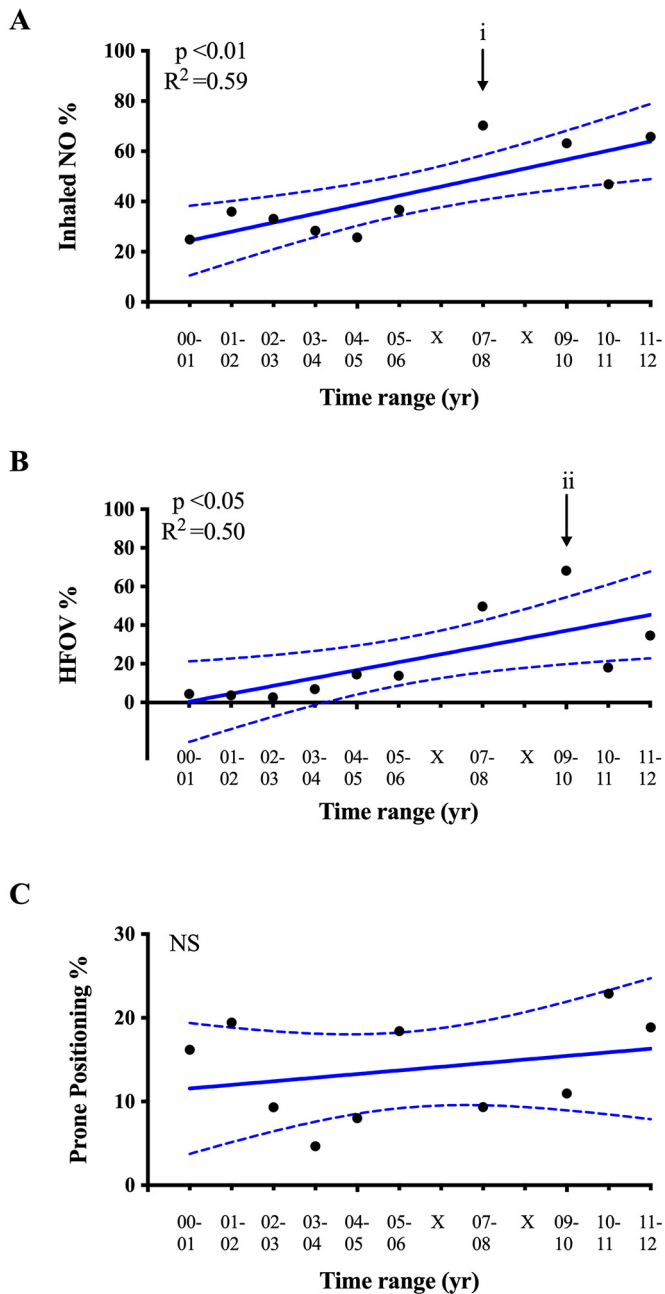 A
i
p <0.01
R² =0.59
100
80
60
40
20
0
Inhaled NO %
00- 01- 02- 03- 04- 05- X 07- X 09- 10- 11-
01 02 03 04 05 06 08 10 11 12
Time range (yr)
B
ii
p <0.05
R² =0.50
100
80
60
40
20
0
HFOV %
00- 01- 02- 03- 04- 05- X 07- X 09- 10- 11-
01 02 03 04 05 06 08 10 11 12
Time range (yr)
C
NS
30
20
10
0
Prone Positioning %
00- 01- 02- 03- 04- 05- X 07- X 09- 10- 11-
01 02 03 04 05 06 08 10 11 12
Time range (yr)